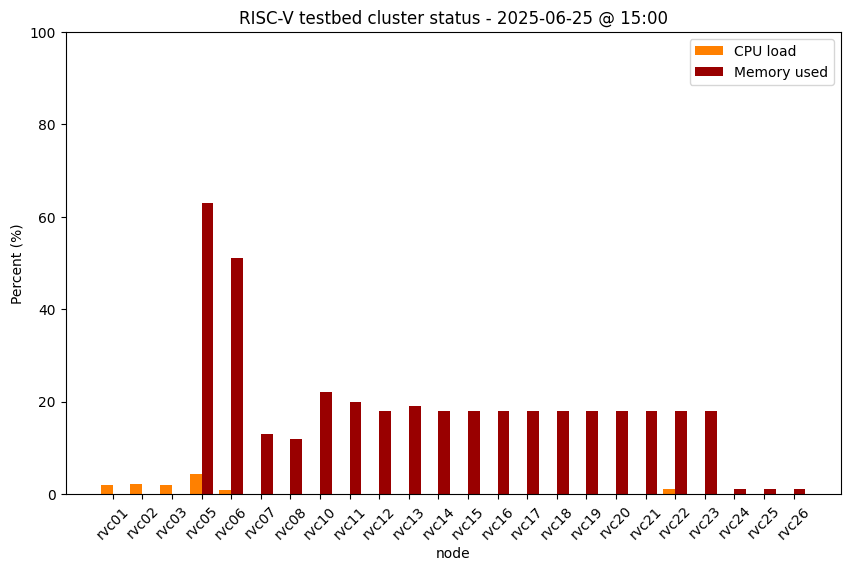 RISC-V testbed cluster status - 2025-06-25 @ 15:00
CPU load
Memory used
Percent (%)
100
80
60
40
20
0
rvc01 rvc02 rvc03 rvc05 rvc06 rvc07 rvc08 rvc10 rvc11 rvc12 rvc13 rvc14 rvc15 rvc16 rvc17 rvc18 rvc19 rvc20 rvc21 rvc22 rvc23 rvc24 rvc25 rvc26
node